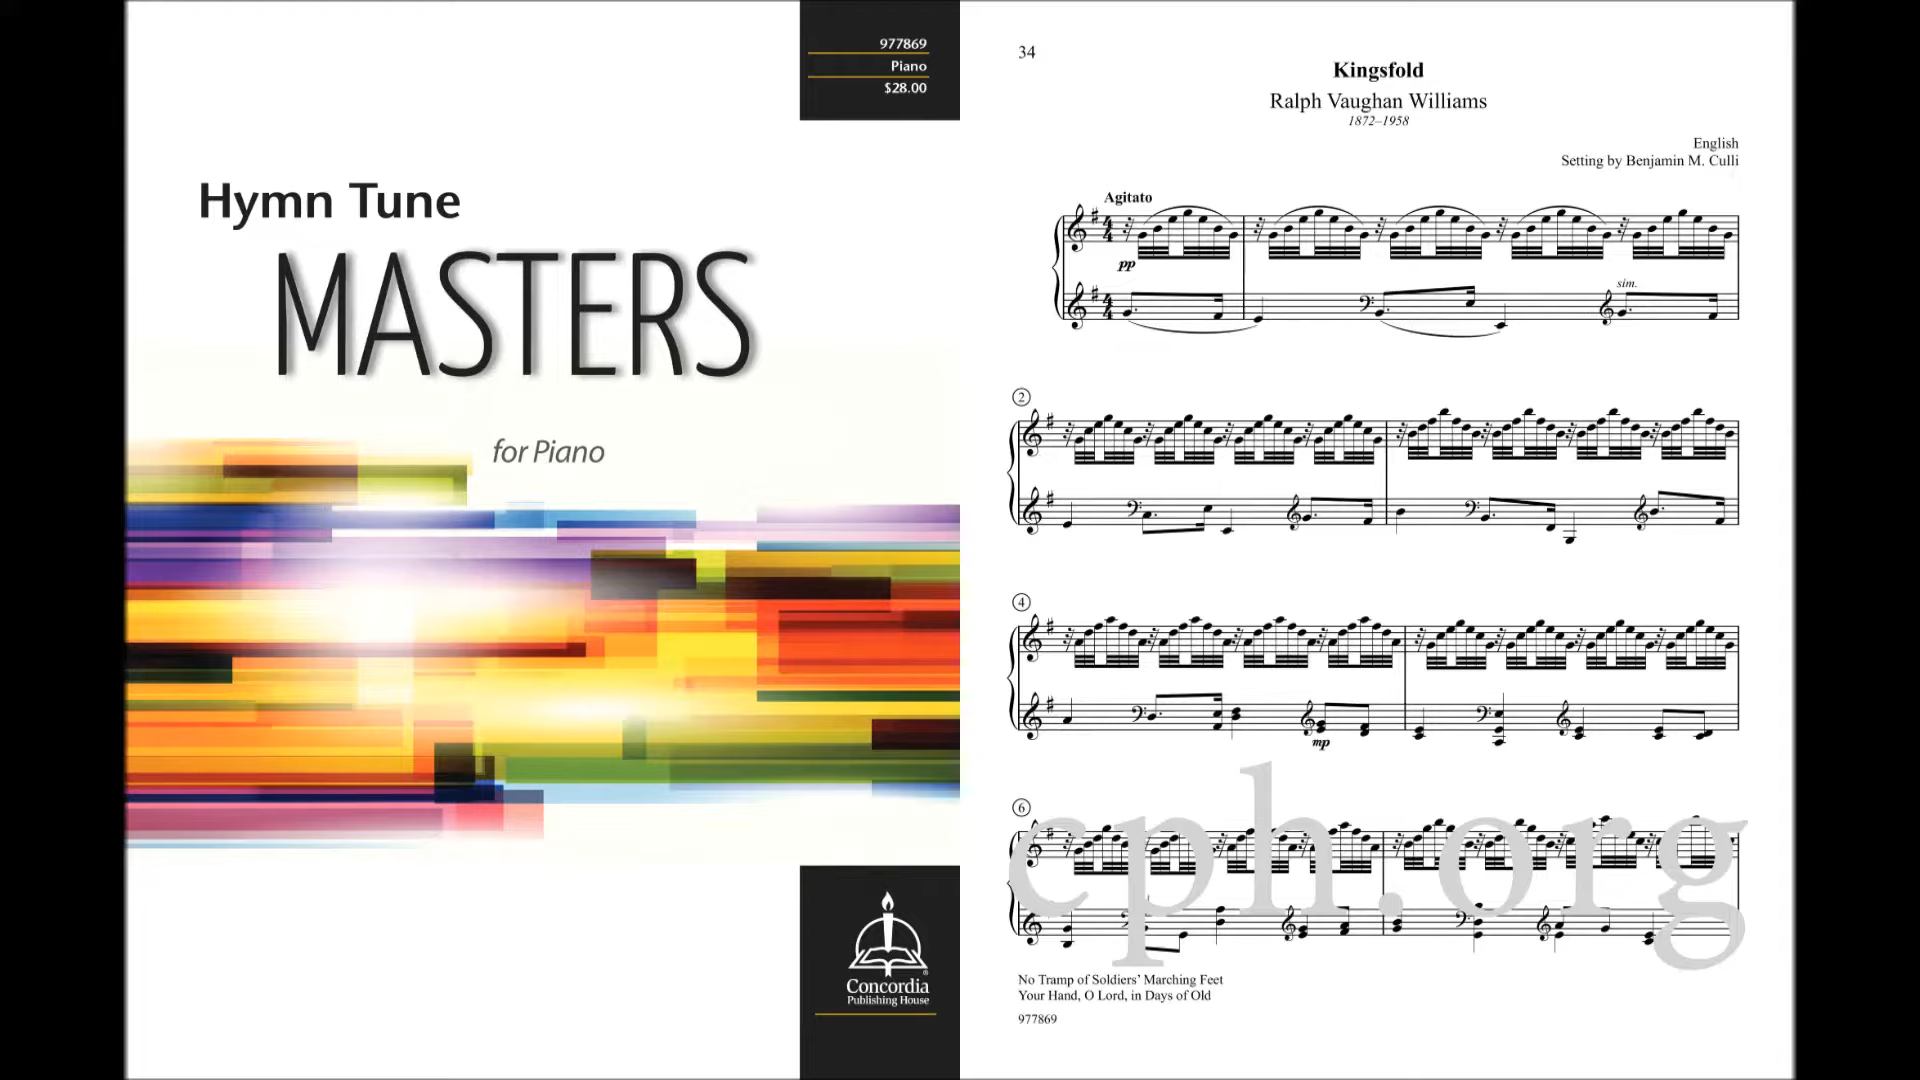 977869
Piano
$28.00
Hymn Tune
MASTERS
for Piano
Concordia
Publishing House
34
Kingsfold
Ralph Vaughan Williams
1872–1958
English
Setting by Benjamin M. Culli
Agitato
pp
sim.
2
4
mp
6
cph.org
No Tramp of Soldiers’ Marching Feet
Your Hand, O Lord, in Days of Old
977869